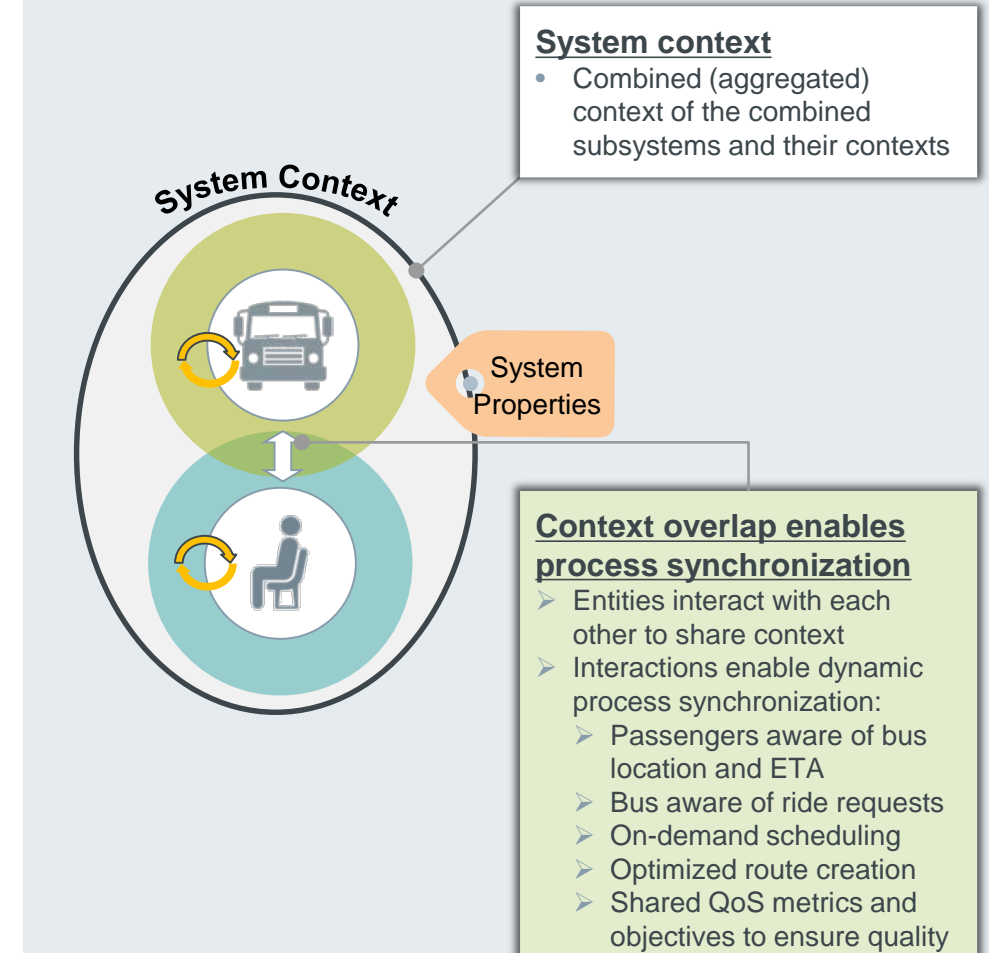 System context
• Combined (aggregated)
context of the combined
subsystems and their contexts
System Context
System
Properties
Context overlap enables
process synchronization
➢ Entities interact with each
other to share context
➢ Interactions enable dynamic
process synchronization:
➢ Passengers aware of bus
location and ETA
➢ Bus aware of ride requests
➢ On-demand scheduling
➢ Optimized route creation
➢ Shared QoS metrics and
objectives to ensure quality